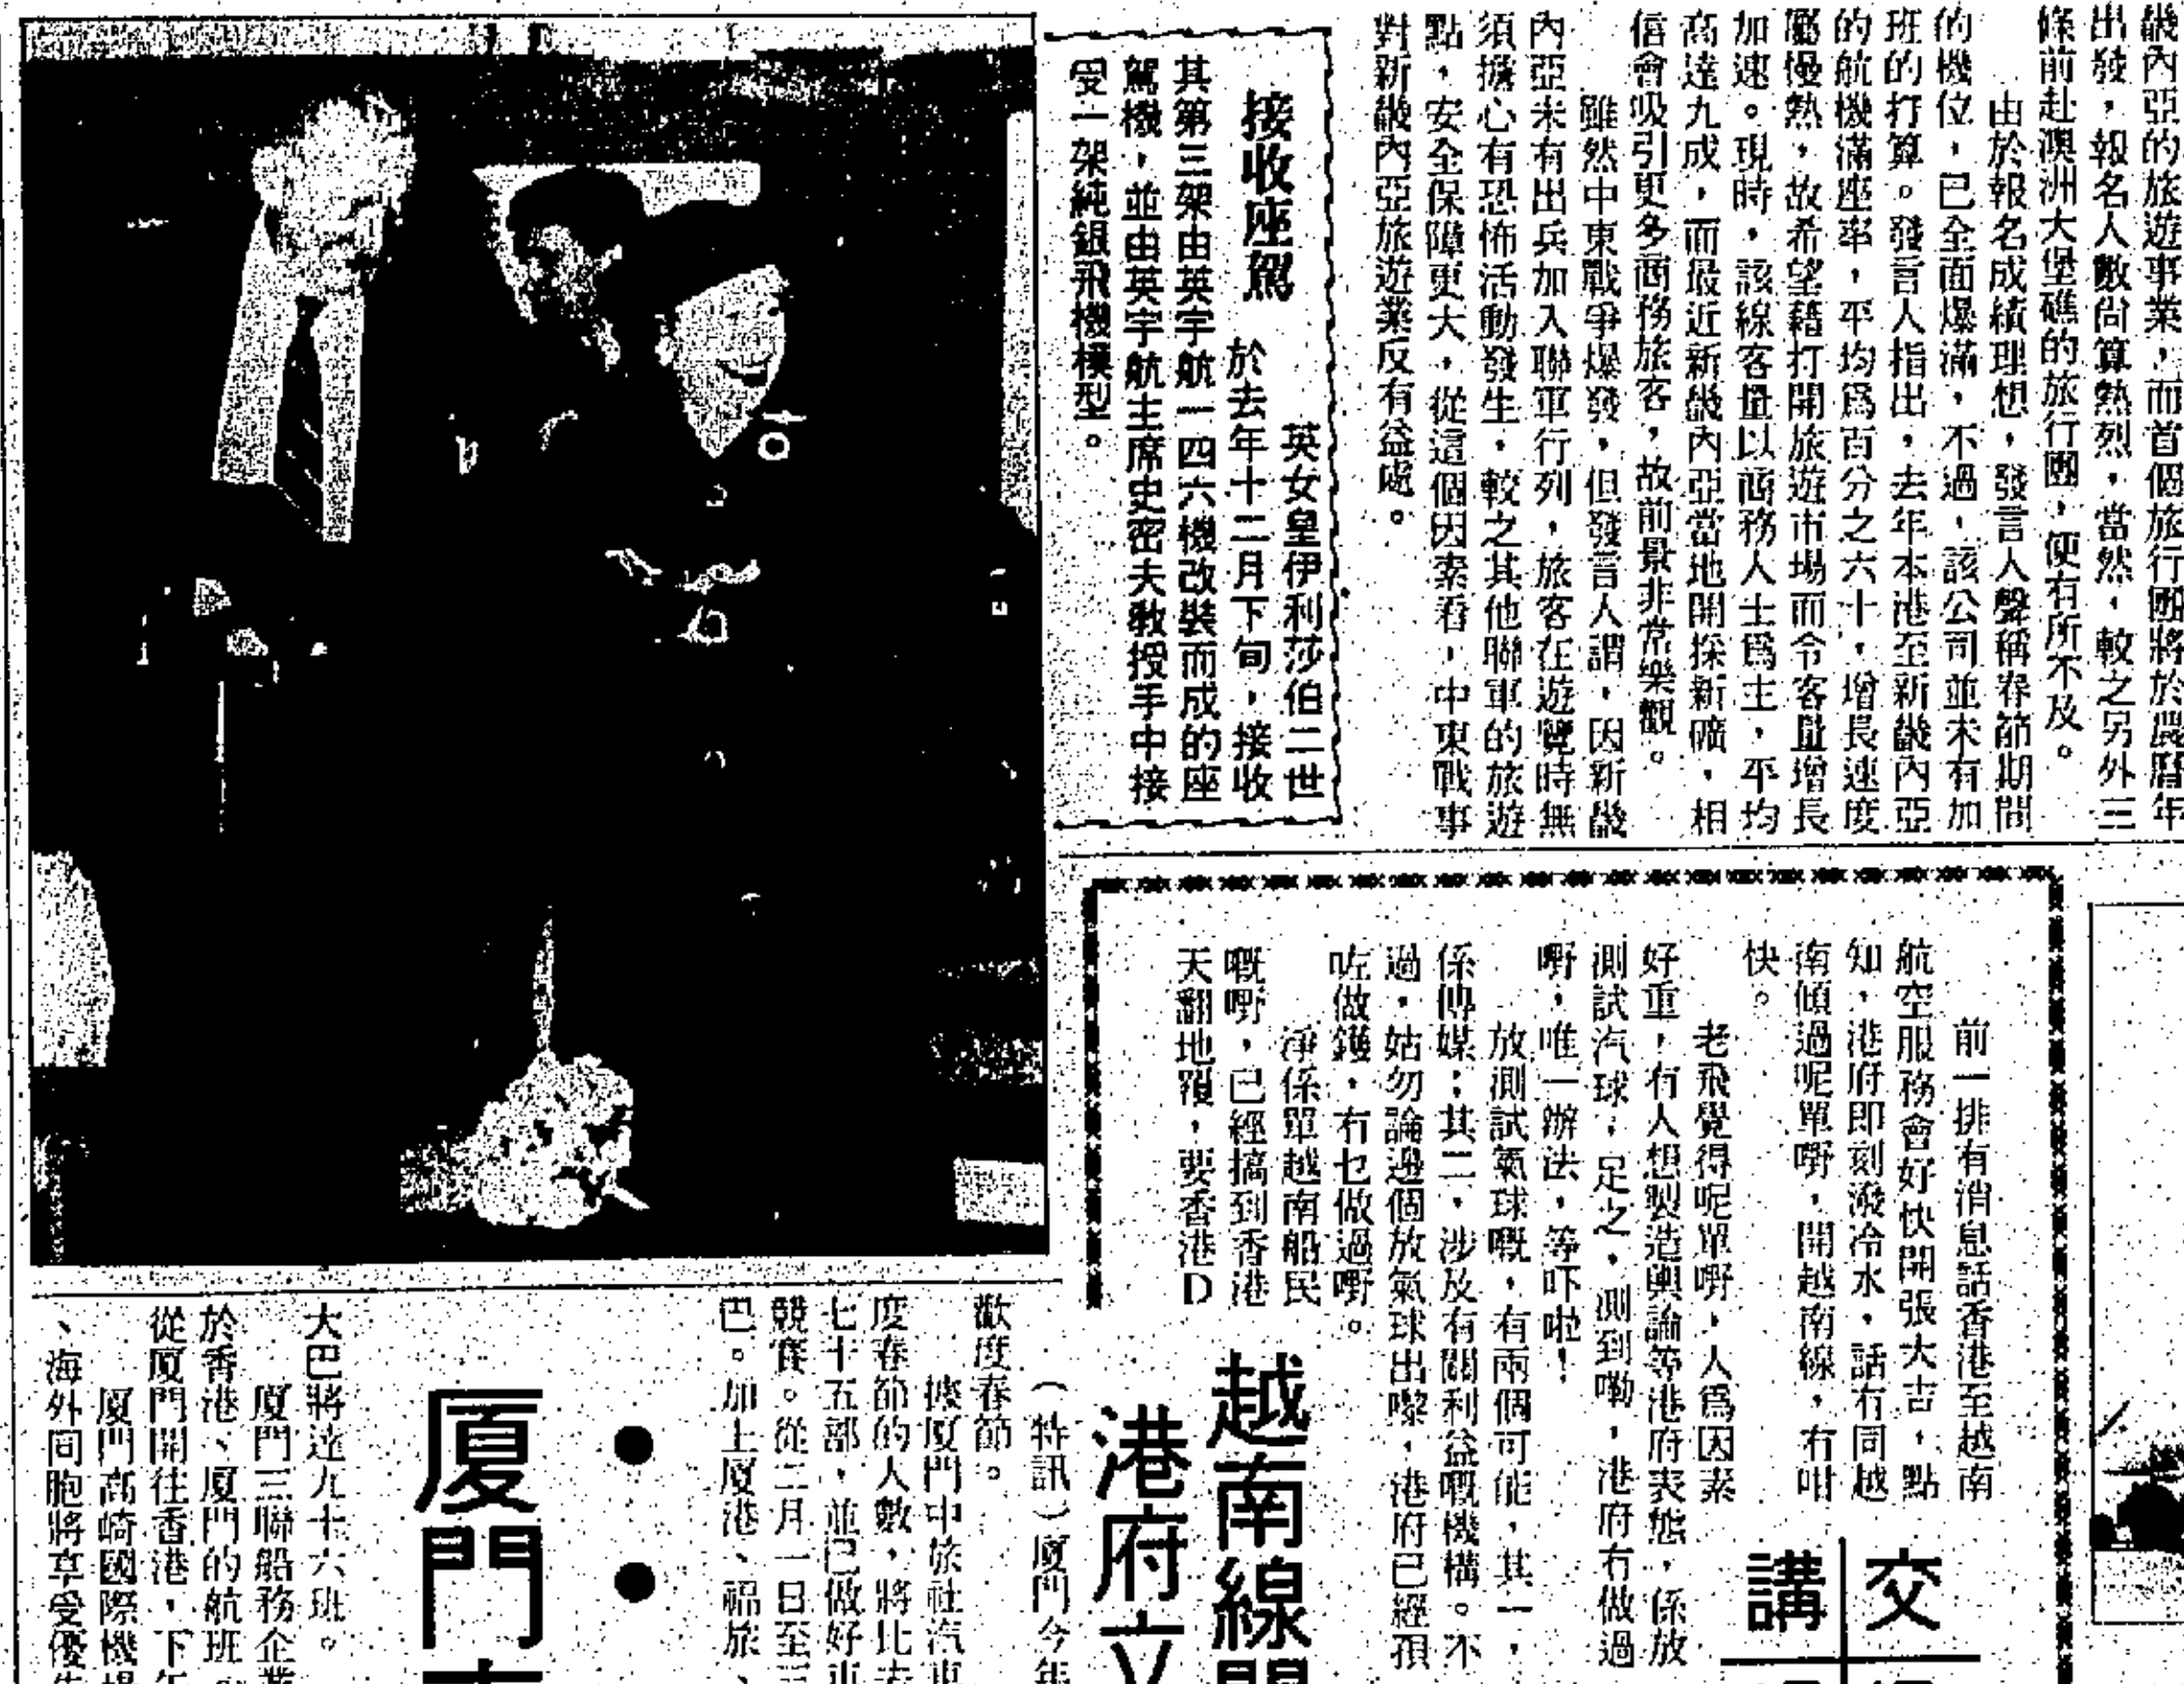 畿內亞的旅遊事業，而首個旅行團將於農曆年
出發，報名人數尙算熱烈，當然，較之另外三
條前赴澳洲大堡礁的旅行團，便有所不及。
由於報名成績理想，發言人聲稱春節期間
的機位，已全面爆滿，不過，該公司並未有加
班的打算。發言人指出，去年本港至新畿內亞
的航機滿座率，平均爲百分之六十，增長速度
屬慢熱，故希望藉打開旅遊市場而令客量增長
加速。現時，該線客量以商務人士爲主，平均
高達九成，而最近新畿內亞當地開採新礦，相
信會吸引更多商務旅客，故前景非常樂觀。
雖然中東戰爭爆發，但發言人謂，因新畿
內亞未有出兵加入聯軍行列，旅客在遊覽時無
須擔心有恐怖活動發生，較之其他聯軍的旅遊
點，安全保障更大，從這個因素看，中東戰事
對新畿內亞旅遊業反有益處。
接收座駕
英女皇伊利莎伯二世
於去年十二月下旬，接收
其第三架由英宇航一四六機改裝而成的座
駕機，並由英宇航主席史密夫教授手中接
受一架純銀飛機模型。
交
講
前一排有消息話香港至越南
航空服務會好快開張大吉，點
知，港府即刻潑冷水，話有同越
南傾過呢單嘢，開越南線，冇咁
快。
老飛覺得呢單嘢，人爲因素
好重，有人想製造輿論等港府表態，係放
測試汽球，足之，測到嘞，港府冇做過
嘢，唯一辦法，等吓啦！
放測試氣球嘅，有兩個可能，其一，
係傳媒；其二，涉及有關利益嘅機構。不
過，姑勿論邊個放氣球出嚟，港府已經預
咗做鑊，冇乜做過嘢。
淨係單越南船民
嘅嘢，已經搞到香港
天翻地覆，要香港D
越南線開
港府立
（特訊）廈門今年
歡度春節。
據廈門中旅社汽車
度春節的人數，將比去
七十五部，並已做好車
競賽。從二月一日至三
巴。加上廈港、福旅、
廈門
大巴將達九十六班。
廈門三聯船務企業
於香港、廈門的航班
從廈門開往香港，下午
廈門高崎國際機場
、海外同胞將享受優先